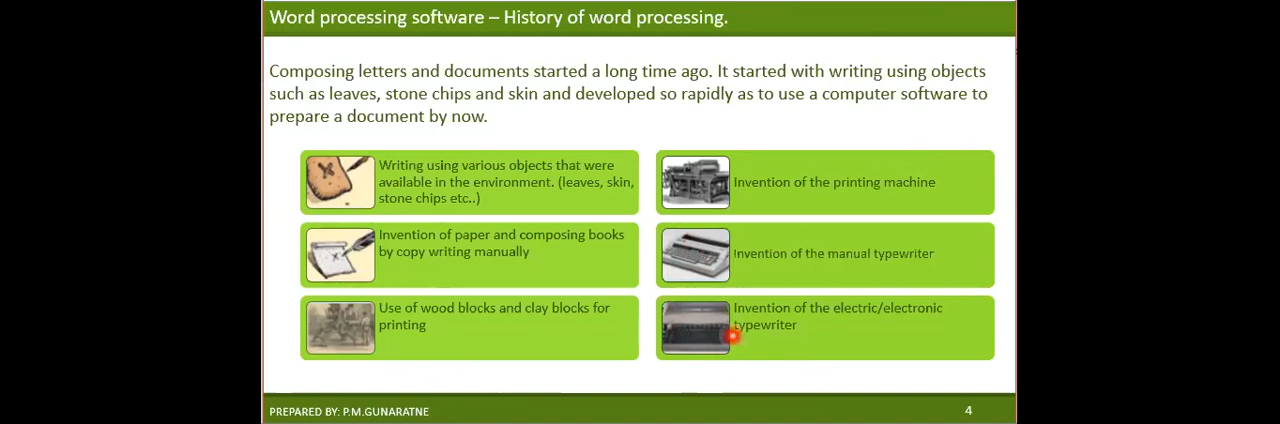 Word processing software – History of word processing.
Composing letters and documents started a long time ago. It started with writing using objects
such as leaves, stone chips and skin and developed so rapidly as to use a computer software to
prepare a document by now.
Writing using various objects that were
available in the environment. (leaves, skin,
stone chips etc..)
Invention of paper and composing books
by copy writing manually
Use of wood blocks and clay blocks for
printing
Invention of the printing machine
Invention of the manual typewriter
Invention of the electric/electronic
typewriter
PREPARED BY: P.M.GUNARATNE
4